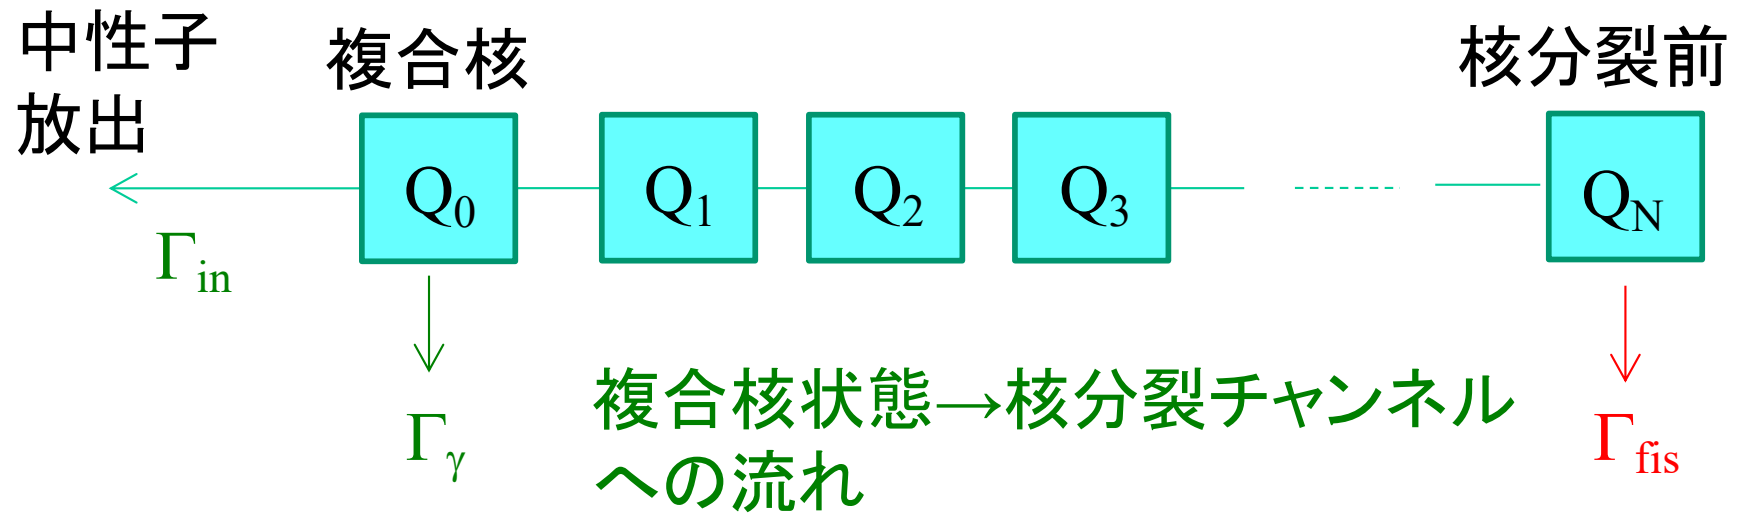 中性子
放出
複合核
核分裂前
Q0
Q1
Q2
Q3
QN
Γin
Γγ
複合核状態→核分裂チャンネル
への流れ
Γfis